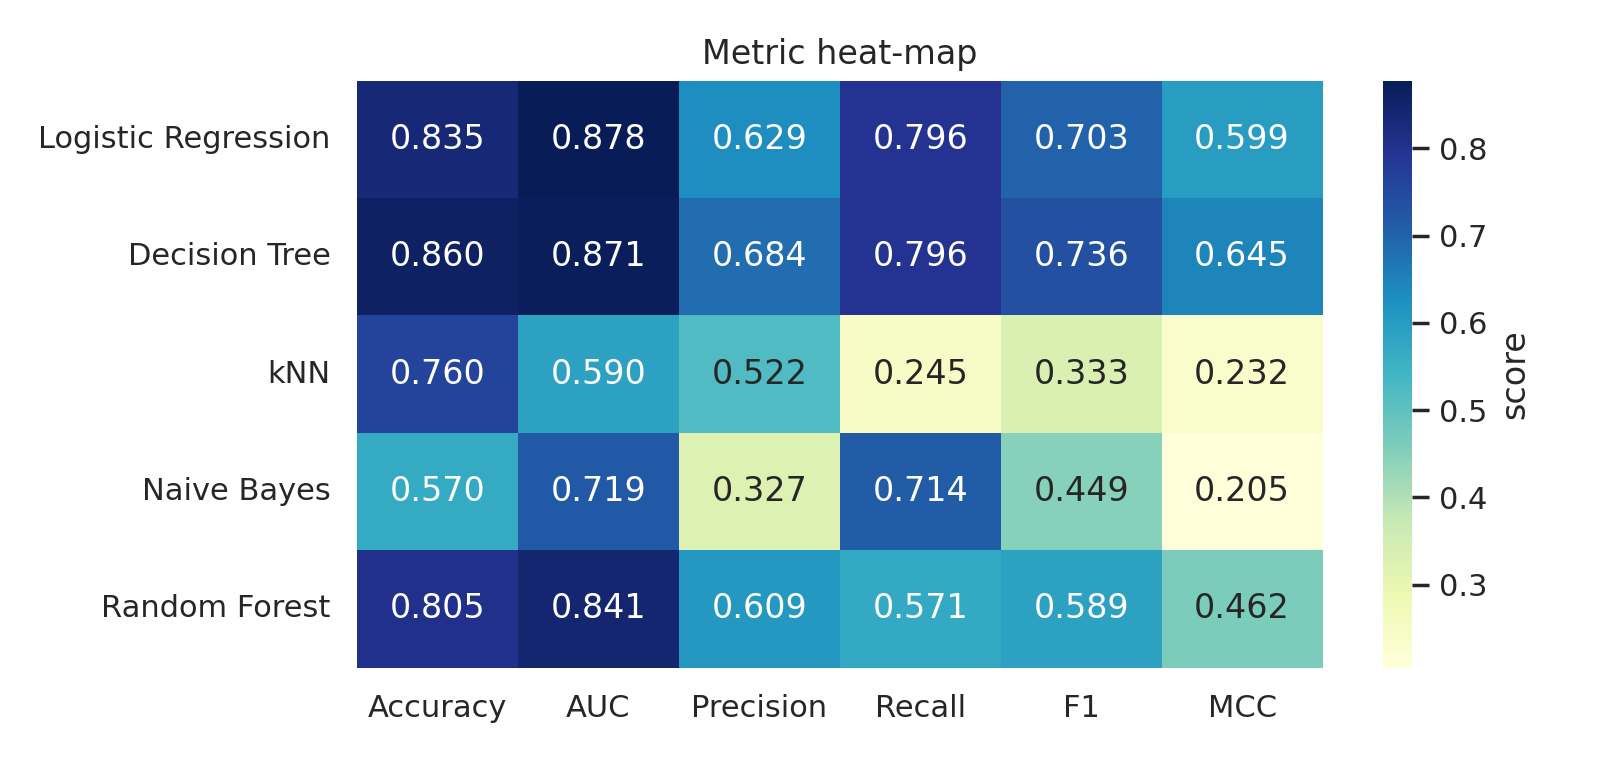 Metric heat-map
Logistic Regression 0.835 0.878 0.629 0.796 0.703 0.599
Decision Tree 0.860 0.871 0.684 0.796 0.736 0.645
kNN 0.760 0.590 0.522 0.245 0.333 0.232
Naive Bayes 0.570 0.719 0.327 0.714 0.449 0.205
Random Forest 0.805 0.841 0.609 0.571 0.589 0.462
Accuracy AUC Precision Recall F1 MCC
0.8
0.7
0.6
0.5
0.4
0.3
score